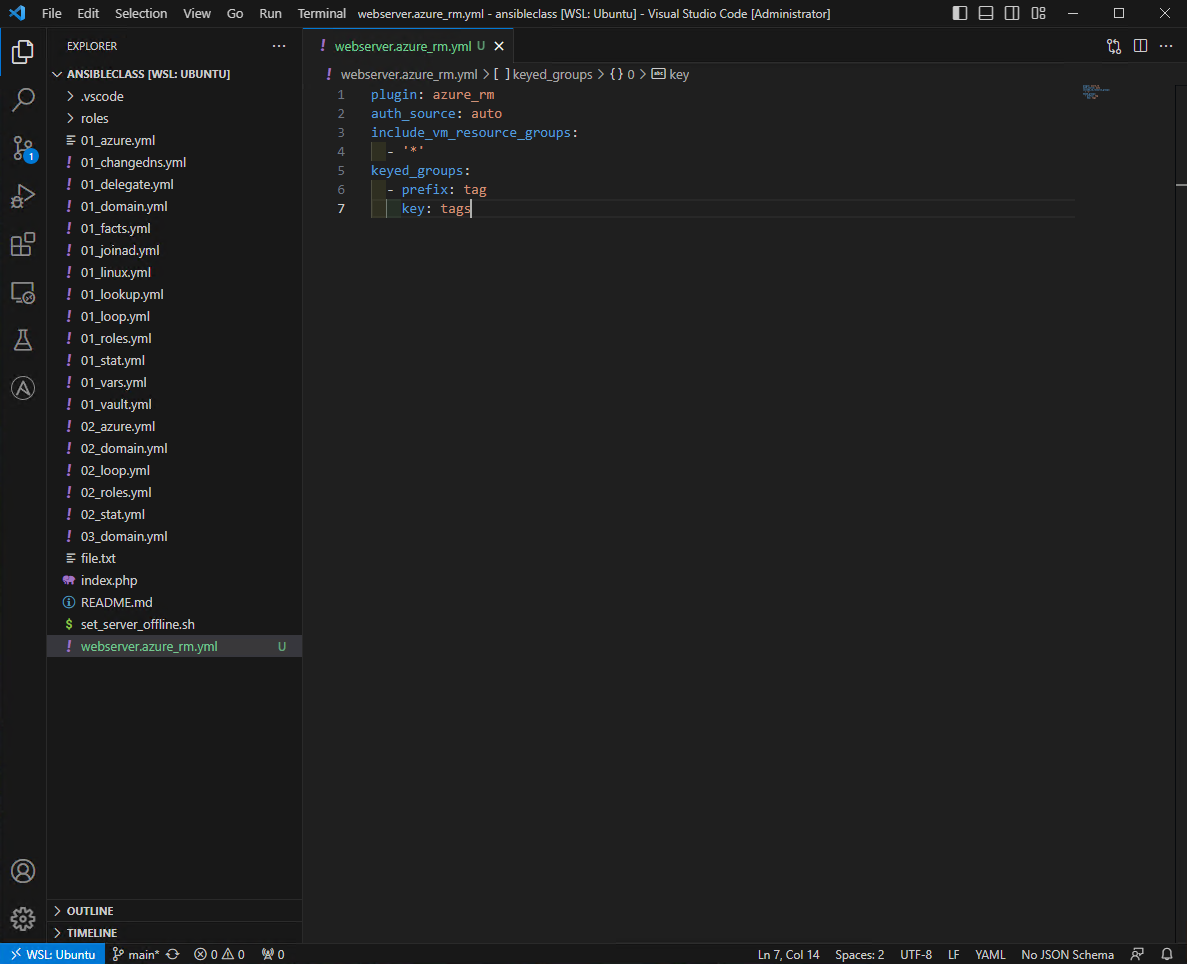 File Edit Selection View Go Run Terminal webserver.azure_rm.yml - ansibleclass [WSL: Ubuntu] - Visual Studio Code [Administrator]
EXPLORER
ANSIBLECLASS [WSL: UBUNTU]
.vscode
roles
01_azure.yml
! 01_changedns.yml
! 01_delegate.yml
! 01_domain.yml
! 01_facts.yml
! 01_joinad.yml
! 01_linux.yml
! 01_lookup.yml
! 01_loop.yml
! 01_roles.yml
! 01_stat.yml
! 01_vars.yml
! 01_vault.yml
! 02_azure.yml
! 02_domain.yml
! 02_loop.yml
! 02_roles.yml
! 02_stat.yml
! 03_domain.yml
file.txt
index.php
README.md
$ set_server_offline.sh
! webserver.azure_rm.yml U
OUTLINE
TIMELINE
1
! webserver.azure_rm.yml U
! webserver.azure_rm.yml > [ ] keyed_groups > {} 0 > abc key
1 plugin: azure_rm
2 auth_source: auto
3 include_vm_resource_groups:
4 - '*'
5 keyed_groups:
6 - prefix: tag
7 key: tags
WSL: Ubuntu main* 0 0 0 Ln 7, Col 14 Spaces: 2 UTF-8 LF YAML No JSON Schema